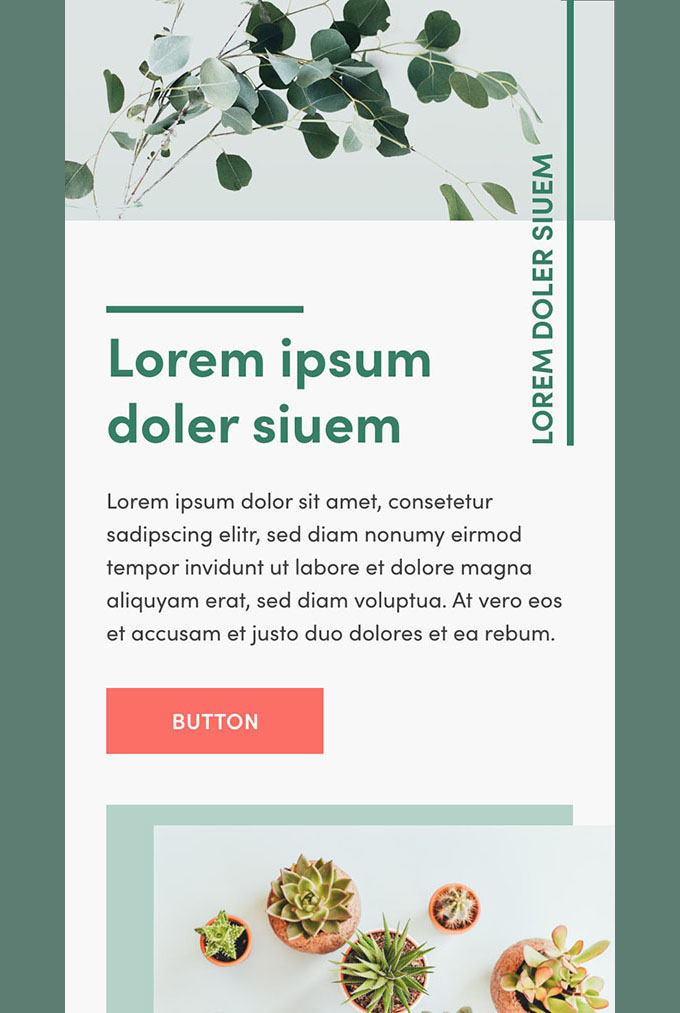 LOREM DOLER SIUEM
Lorem ipsum
doler siuem
Lorem ipsum dolor sit amet, consetetur
sadipscing elitr, sed diam nonumy eirmod
tempor invidunt ut labore et dolore magna
aliquyam erat, sed diam voluptua. At vero eos
et accusam et justo duo dolores et ea rebum.
BUTTON